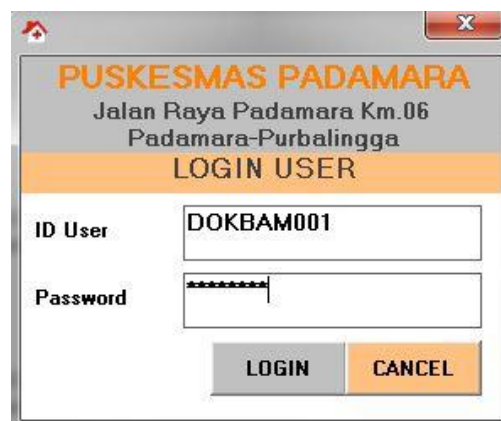 PUSKESMAS PADAMARA
Jalan Raya Padamara Km.06
Padamara-Purbalingga
LOGIN USER
ID User DOKBAM001
Password ********
LOGIN CANCEL